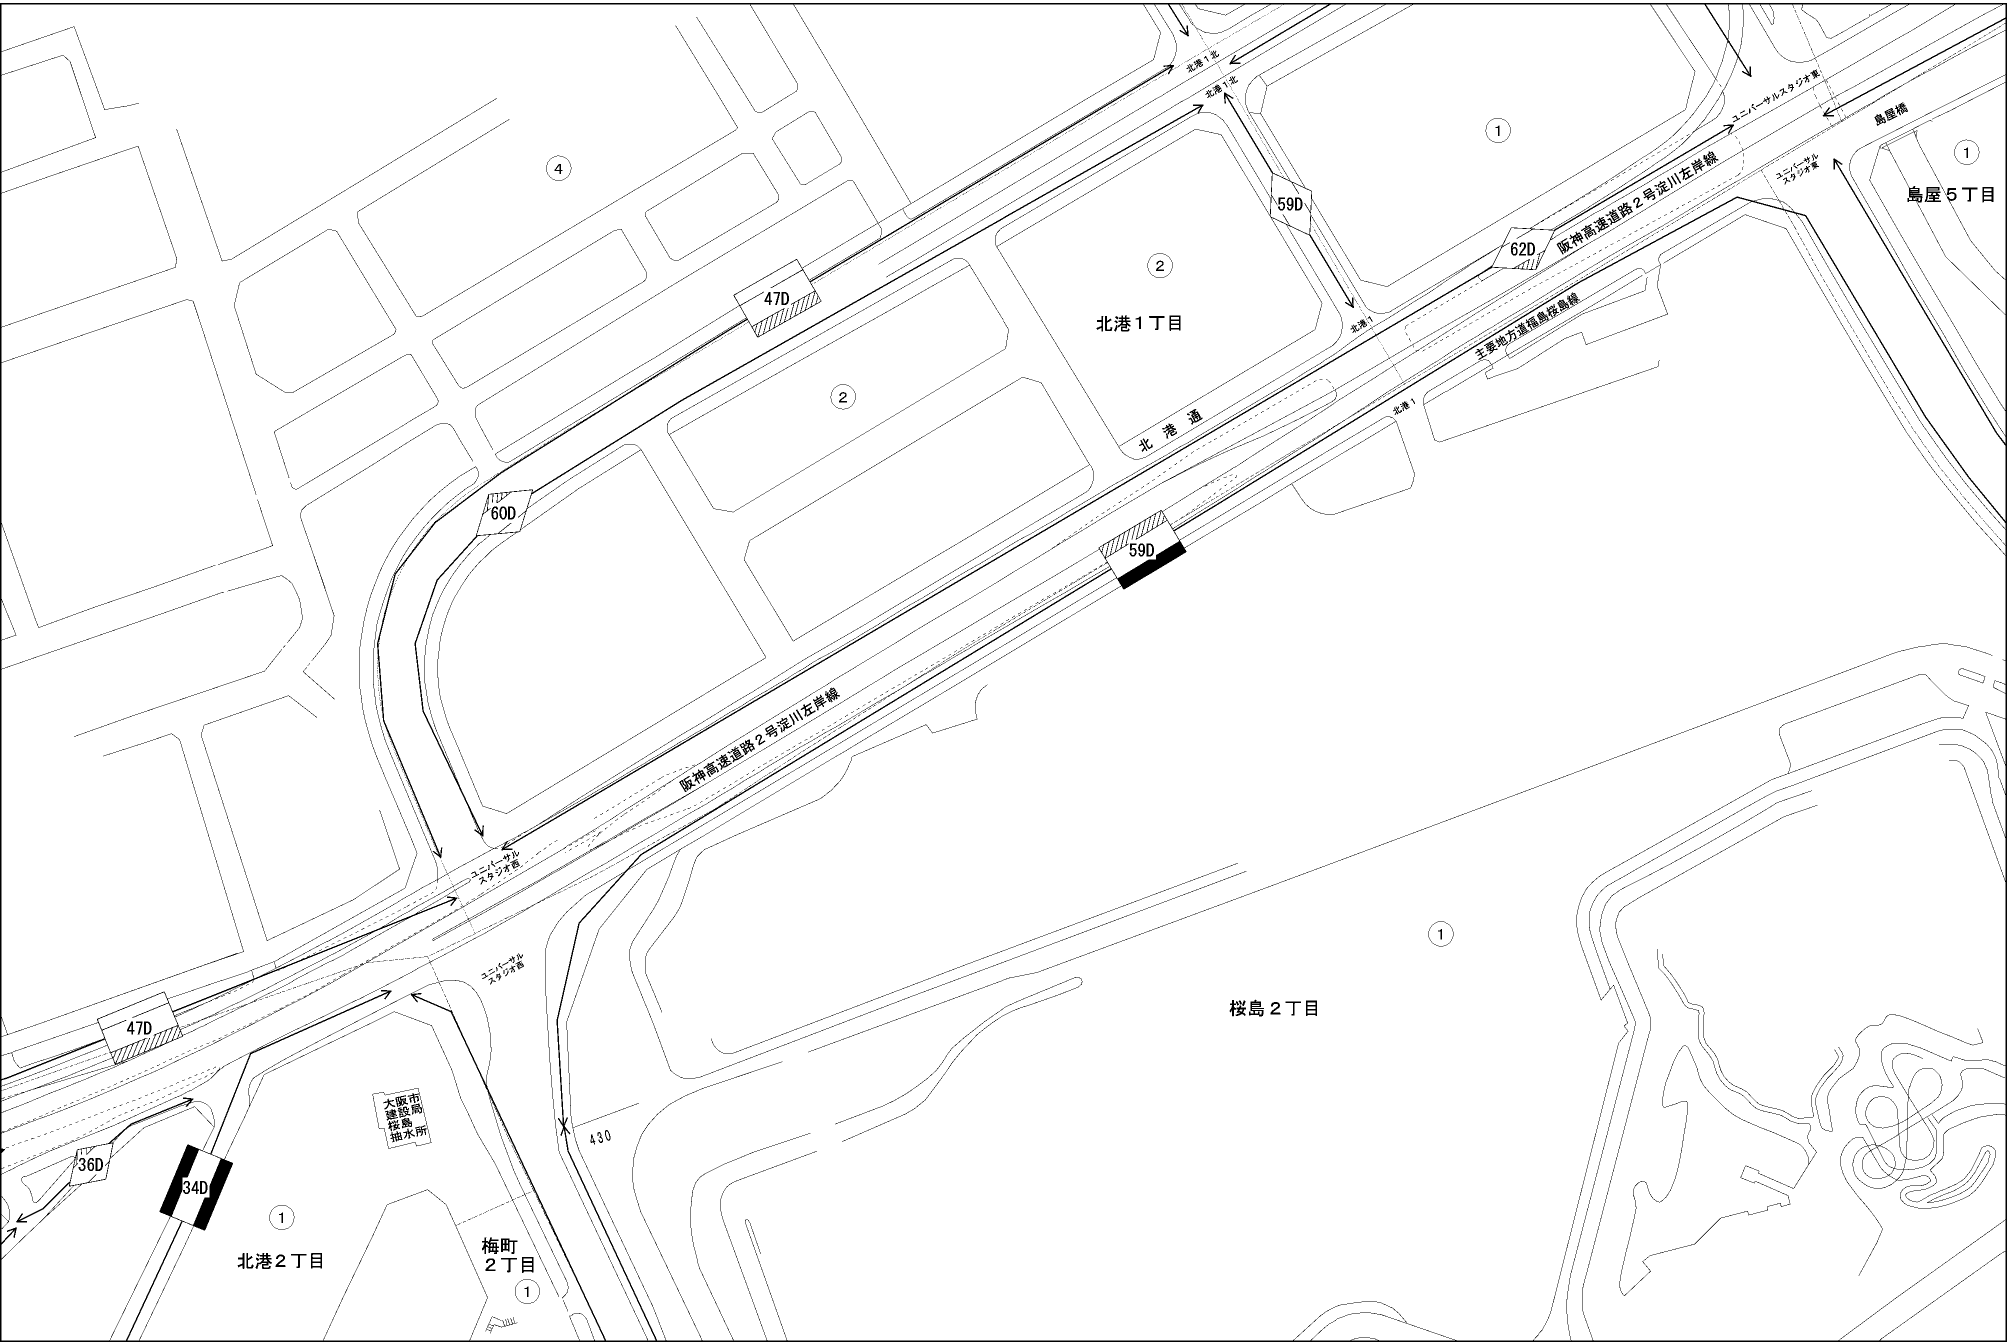 北港１北
北港１北
ユニバーサルスタジオ東
島屋橋
1
1
島屋５丁目
ユニバーサル
スタジオ東
4
59D
62D
阪神高速道路２号淀川左岸線
2
47D
北港１丁目
北港１
主要地方道福島桜島線
2
北港１
北港通
60D
59D
阪神高速道路２号淀川左岸線
ユニバーサル
スタジオ西
ユニバーサル
スタジオ西
1
桜島２丁目
47D
大阪市
建設局
桜島
抽水所
430
36D
34D
1
北港２丁目
梅町
２丁目
1